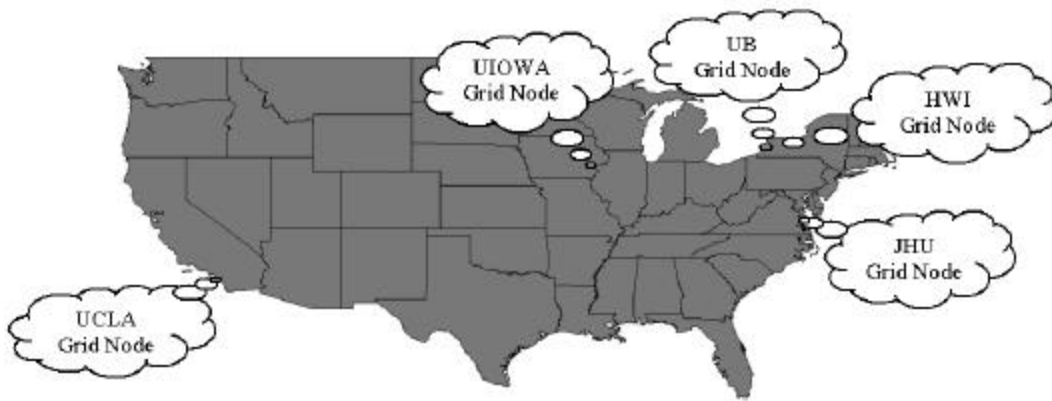 UIOWA
Grid Node
UB
Grid Node
HWI
Grid Node
JHU
Grid Node
UCLA
Grid Node